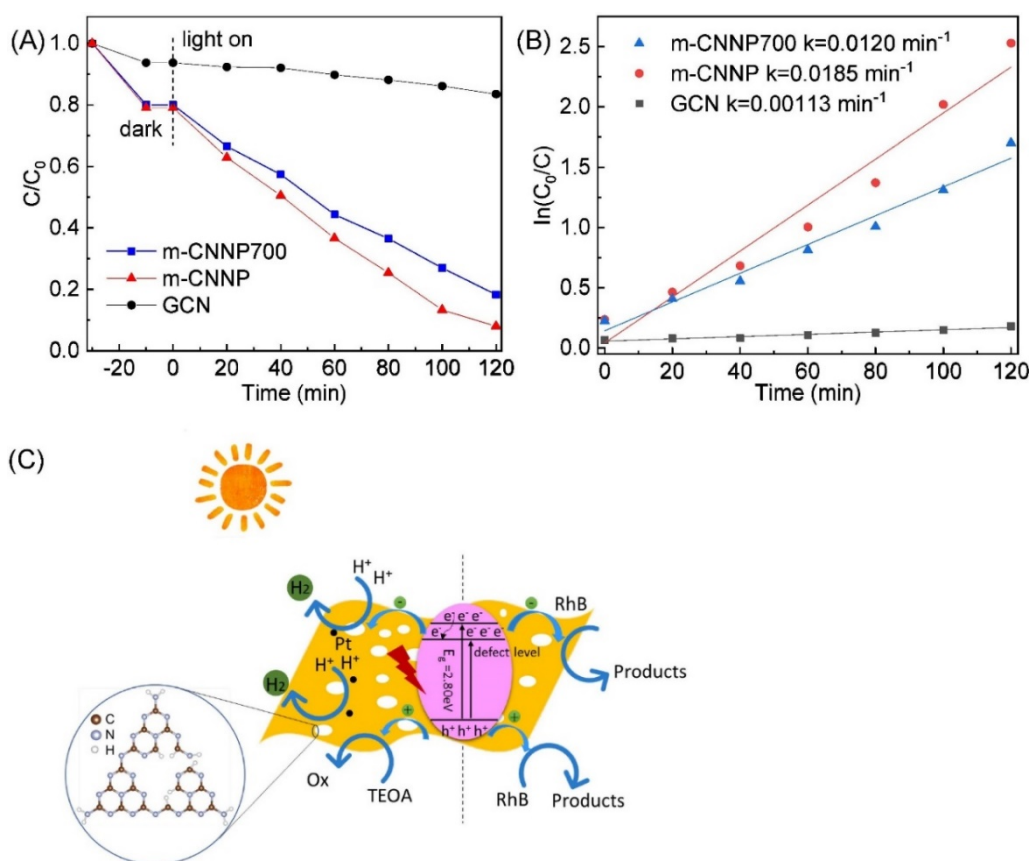 (A)
light on
dark
C/C₀
1.0
0.8
0.6
0.4
0.2
0.0
m-CNNP700
m-CNNP
GCN
-20 0 20 40 60 80 100 120
Time (min)
(B)
m-CNNP700 k=0.0120 min⁻¹
m-CNNP k=0.0185 min⁻¹
GCN k=0.00113 min⁻¹
ln(C₀/C)
2.5
2.0
1.5
1.0
0.5
0.0
0 20 40 60 80 100 120
Time (min)
(C)
H₂
H⁺
H⁺
Pt
H⁺ H⁺
H₂
-
e⁻ e⁻ e⁻
e⁻ e⁻ e⁻ e⁻
defect level
E_g=2.80eV
h⁺ h⁺ h⁺
-
RhB
Products
+
+
Ox
TEOA
RhB
Products
C
N
H